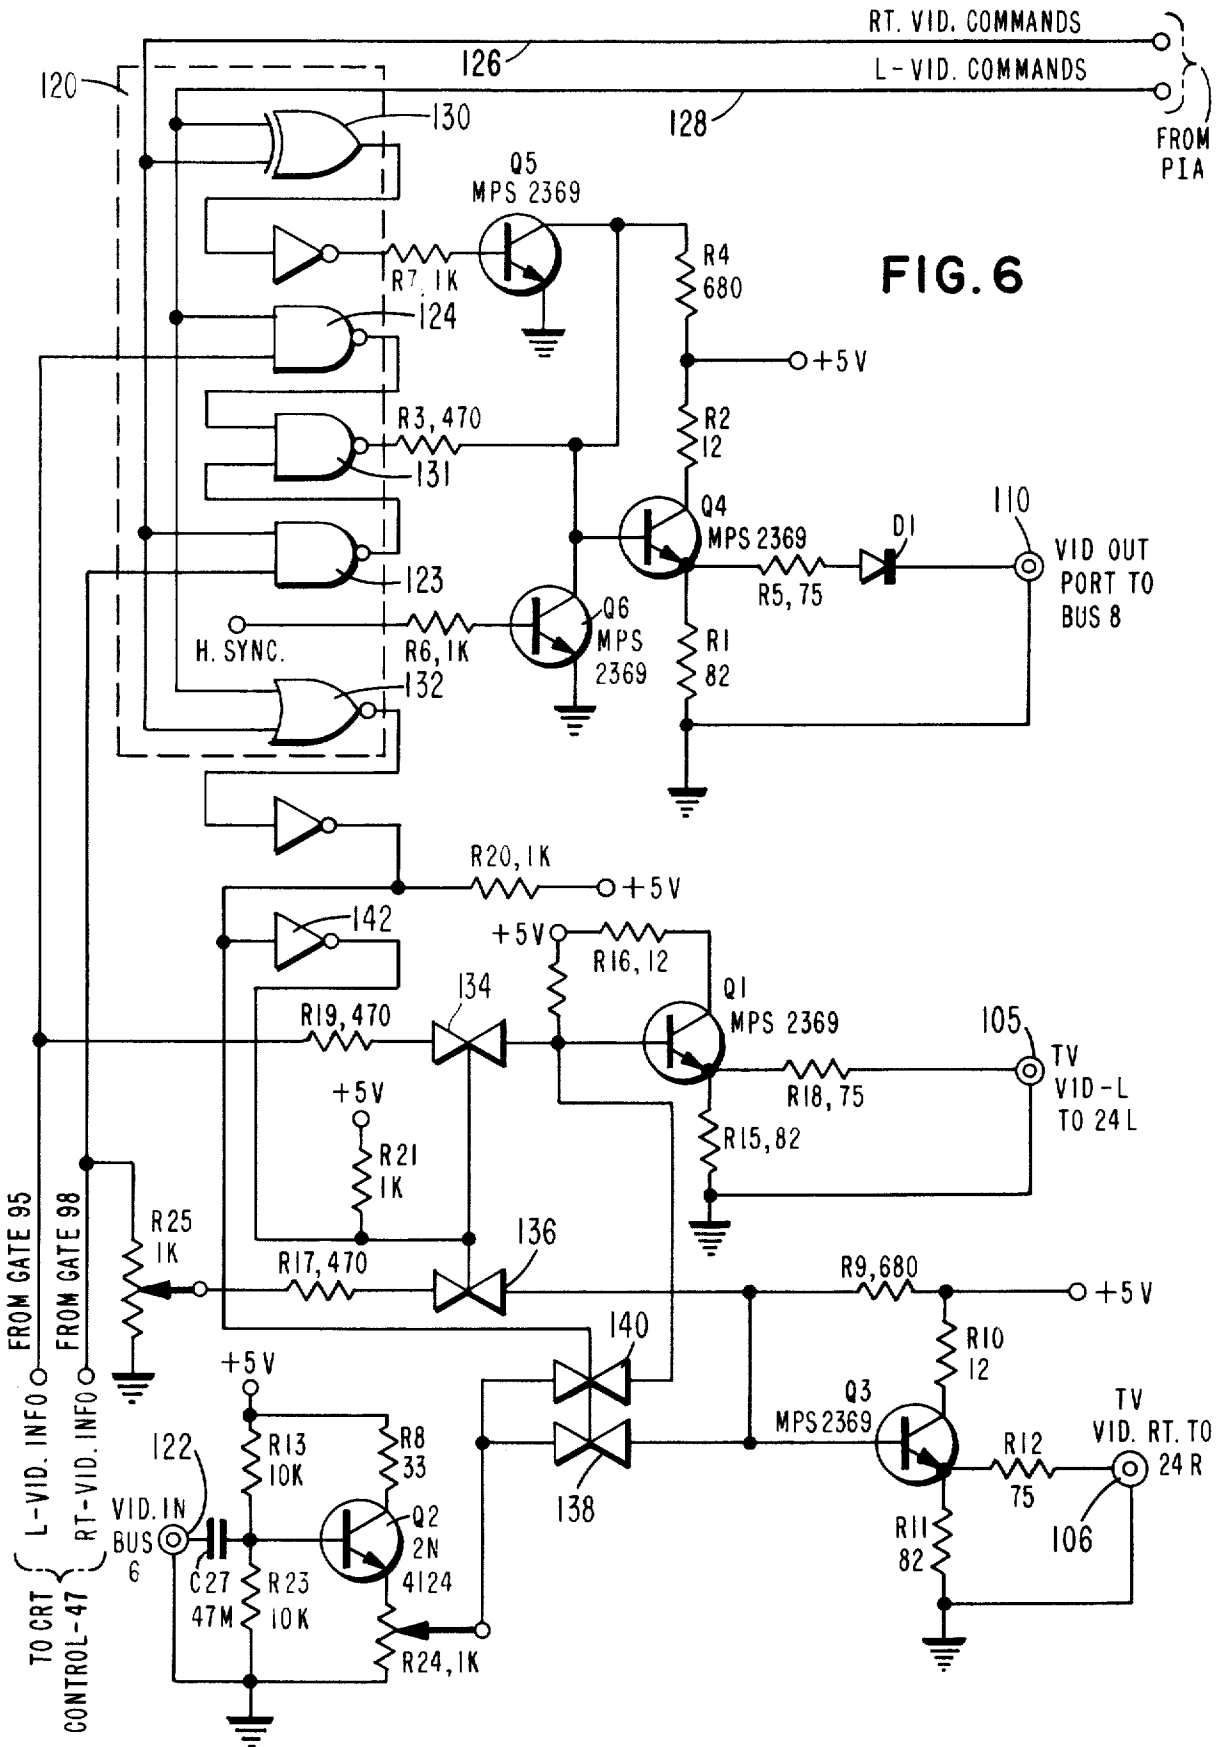 RT. VID. COMMANDS
126
120
L-VID. COMMANDS
130
128
FROM
PIA
Q5
MPS 2369
R7, 1K
R4
680
FIG. 6
124
+5V
R3, 470
R2
12
131
Q4
MPS 2369
110
D1
VID OUT
PORT TO
BUS 8
123
R5, 75
H. SYNC.
R6, 1K
Q6
MPS
2369
R1
82
132
R20, 1K
+5V
142
+5V
R16, 12
134
Q1
MPS 2369
R19, 470
105
TV
VID-L
TO 24L
R18, 75
+5V
R21
1K
R15, 82
FROM GATE 95
FROM GATE 98
R25
1K
R17, 470
136
R9, 680
+5V
140
R10
12
+5V
L-VID. INFO
RT-VID. INFO
Q3
MPS 2369
TV
VID. RT. TO
24R
R13
10K
R8
33
R12
75
122
VID. IN
BUS
6
138
Q2
2N
4124
R11
82
106
C27
47M
R23
10K
R24, 1K
TO CRT
CONTROL-47